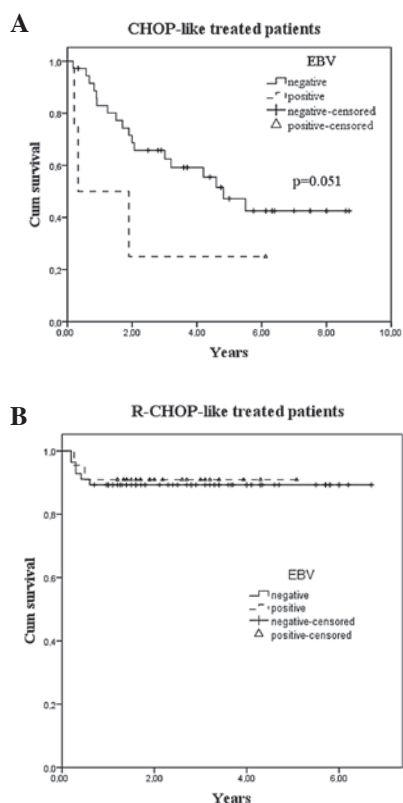 A
CHOP-like treated patients
EBV
negative
positive
negative-censored
positive-censored
p=0.051
Cum survival
1,0
0,8
0,6
0,4
0,2
0,0
0,00 2,00 4,00 6,00 8,00 10,00
Years
B
R-CHOP-like treated patients
EBV
negative
positive
negative-censored
positive-censored
Cum survival
1,0
0,8
0,6
0,4
0,2
0,0
0,00 2,00 4,00 6,00
Years